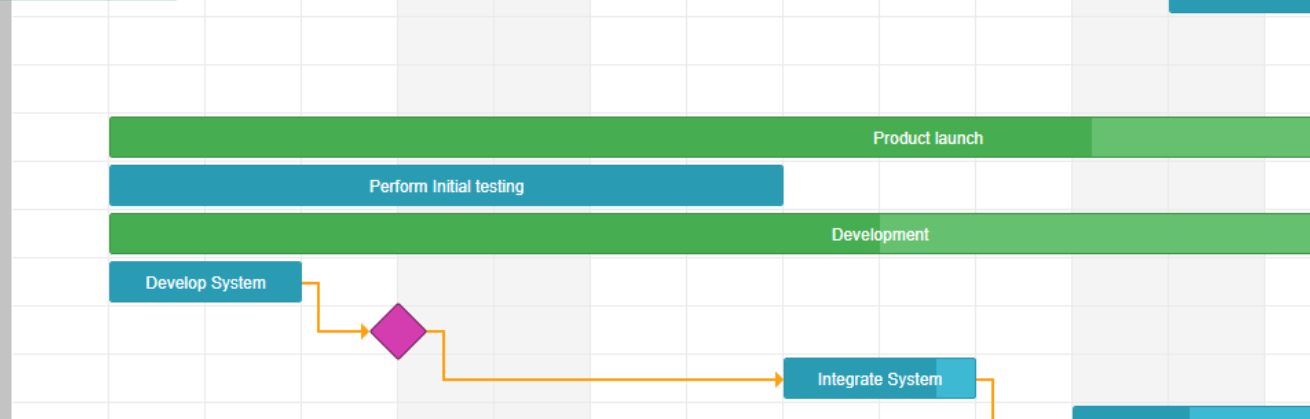 Product launch
Perform Initial testing
Development
Develop System
Integrate System